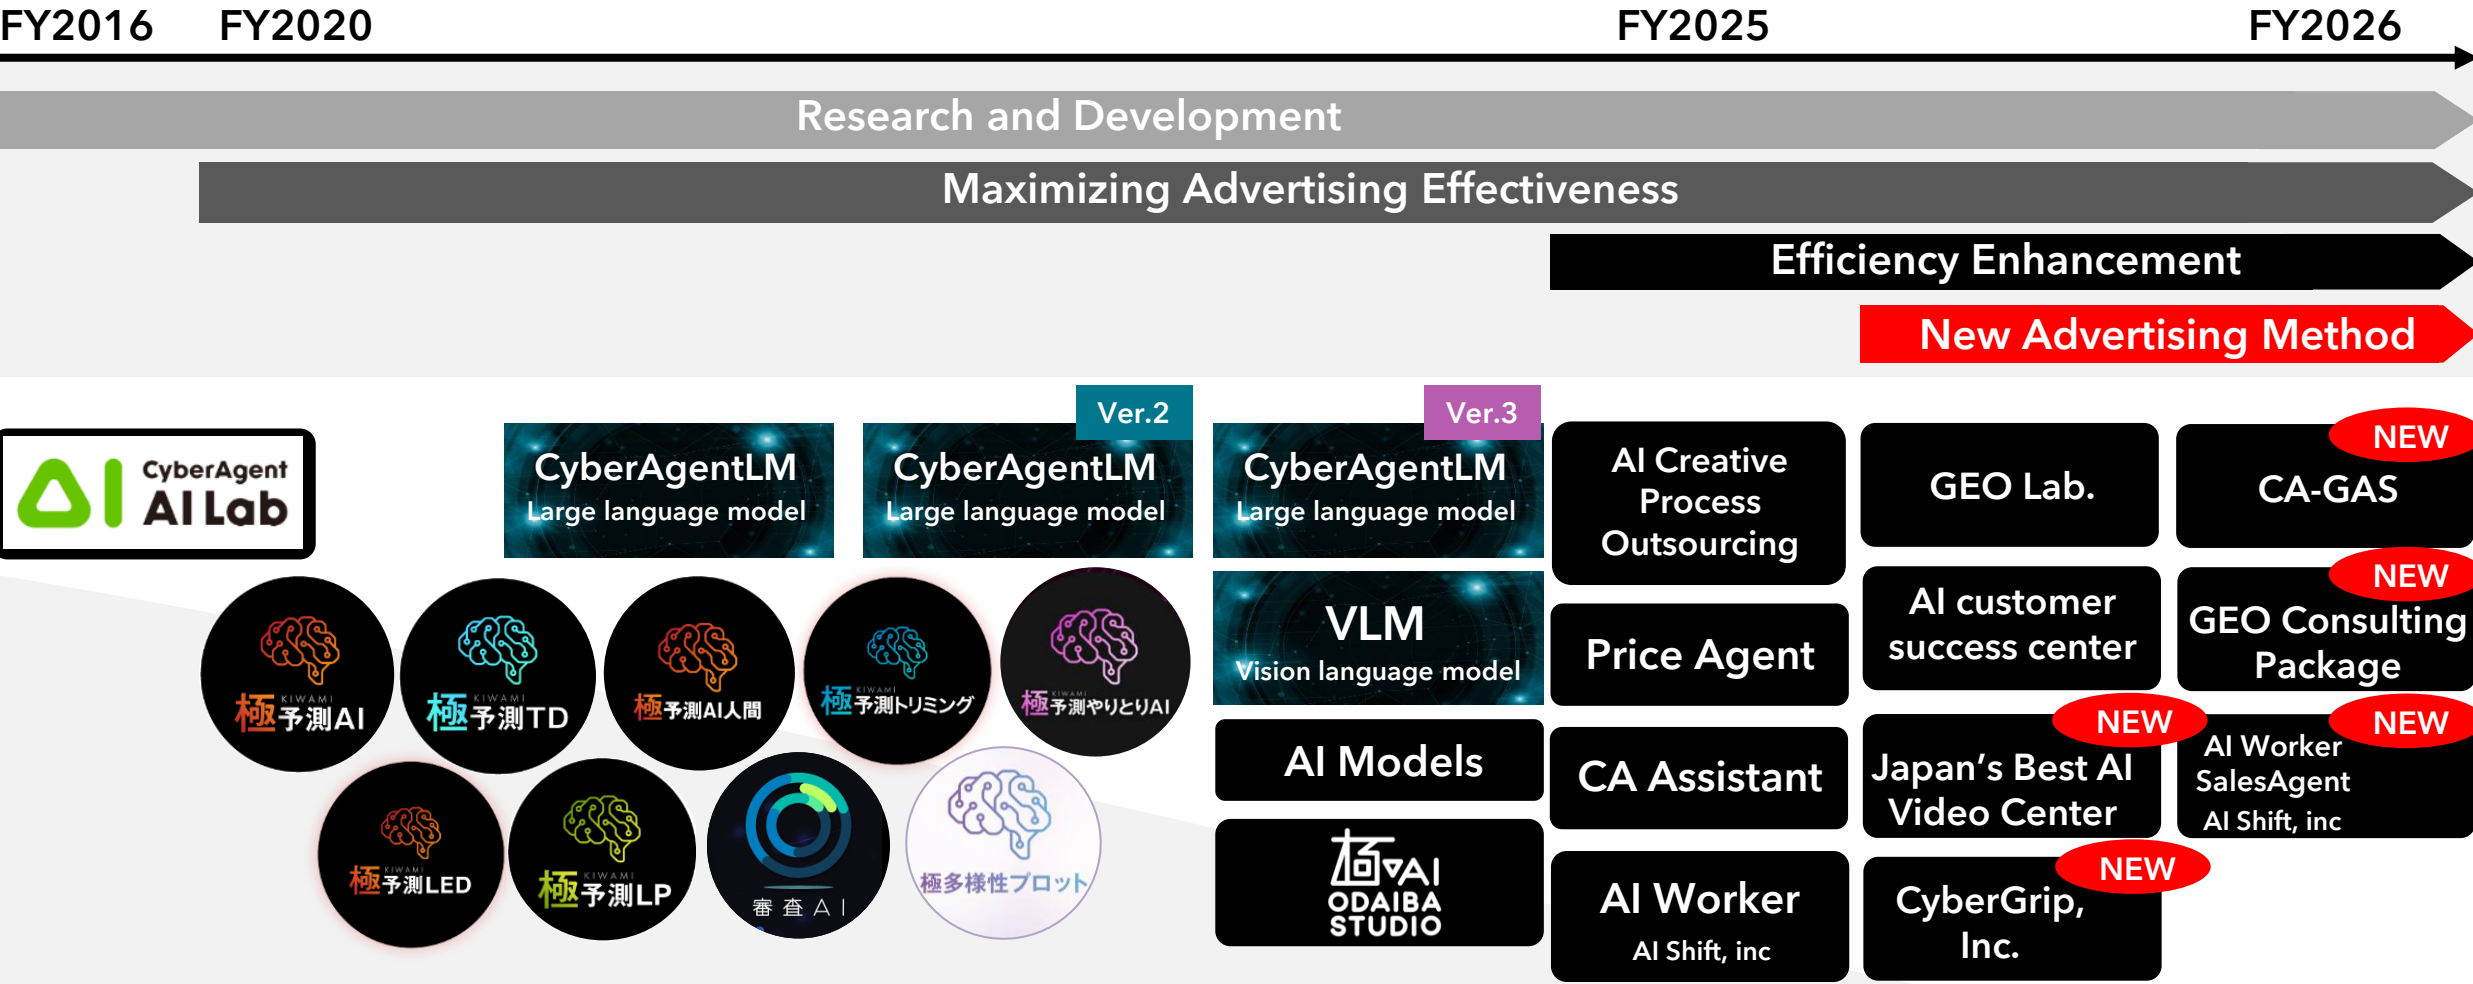 FY2016 FY2020 FY2025 FY2026
Research and Development
Maximizing Advertising Effectiveness
Efficiency Enhancement
New Advertising Method
CyberAgent
AI Lab
CyberAgentLM
Large language model
Ver.2
CyberAgentLM
Large language model
Ver.3
CyberAgentLM
Large language model
VLM
Vision language model
AI Models
極AI
ODAIBA
STUDIO
KIWAMI
極予測AI
KIWAMI
極予測TD
KIWAMI
極予測AI人間
KIWAMI
極予測トリミング
KIWAMI
極予測やりとりAI
KIWAMI
極予測LED
KIWAMI
極予測LP
審査AI
極多様性プロット
AI Creative
Process
Outsourcing
Price Agent
CA Assistant
AI Worker
AI Shift, inc
GEO Lab.
AI customer
success center
NEW
Japan's Best AI
Video Center
NEW
CyberGrip,
Inc.
NEW
CA-GAS
NEW
GEO Consulting
Package
NEW
AI Worker
SalesAgent
AI Shift, inc